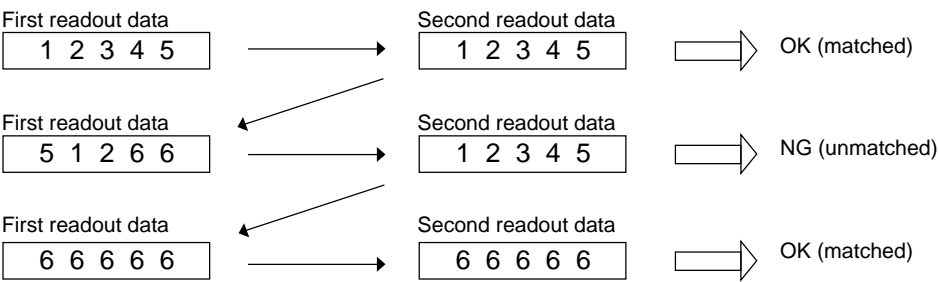 First readout data
Second readout data
1 2 3 4 5
1 2 3 4 5
OK (matched)
First readout data
Second readout data
5 1 2 6 6
1 2 3 4 5
NG (unmatched)
First readout data
Second readout data
6 6 6 6 6
6 6 6 6 6
OK (matched)